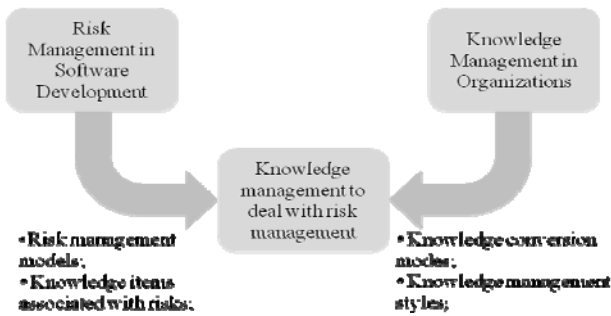 Risk
Management in
Software
Development
Knowledge
Management in
Organizations
Knowledge
management to
deal with risk
management
• Risk management
models;
• Knowledge items
associated with risks;
• Knowledge conversion
modes;
• Knowledge management
styles;